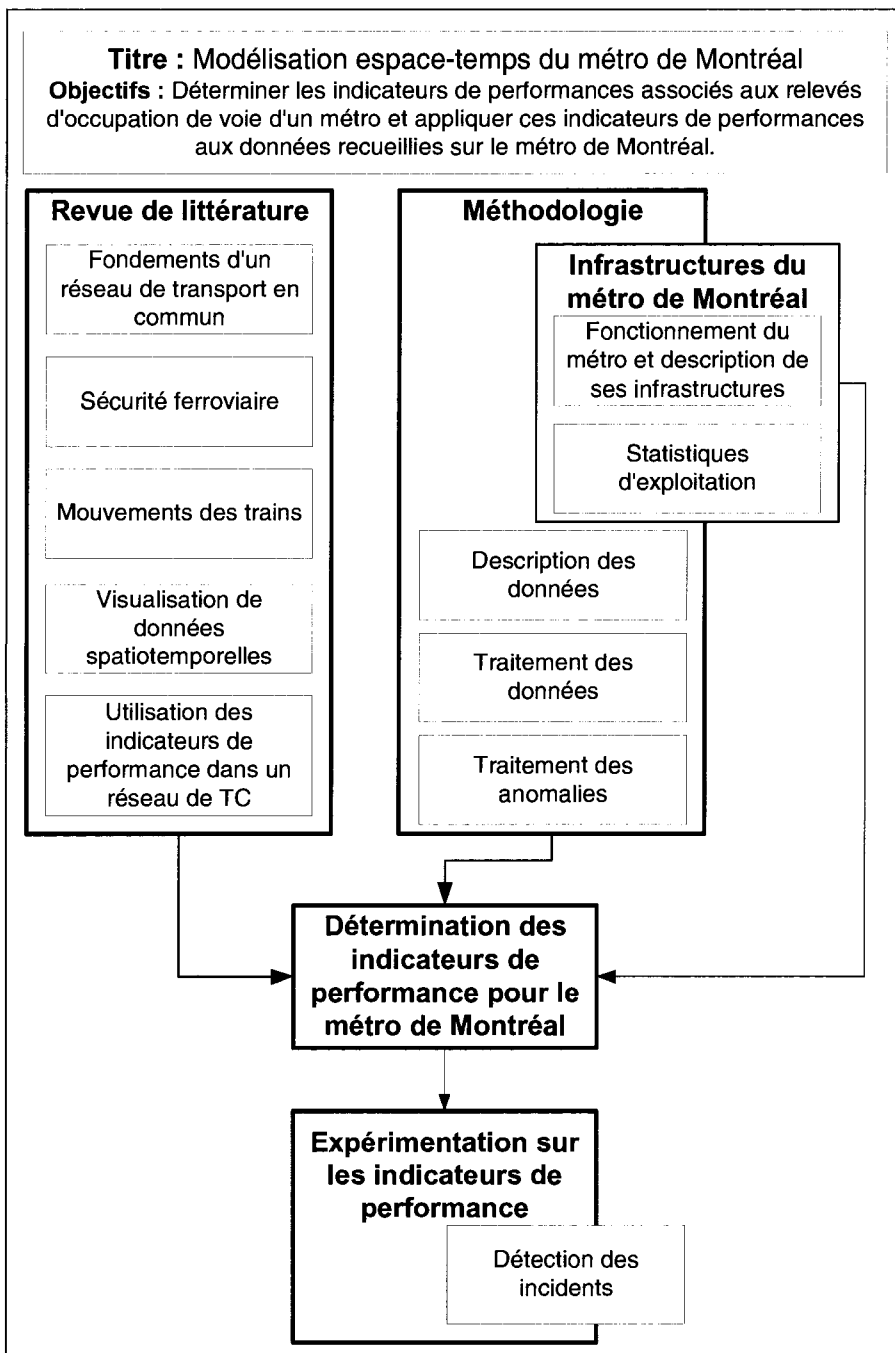 Titre : Modélisation espace-temps du métro de Montréal
Objectifs : Déterminer les indicateurs de performances associés aux relevés
d'occupation de voie d'un métro et appliquer ces indicateurs de performances
aux données recueillies sur le métro de Montréal.
Revue de littérature
Fondements d'un
réseau de transport en
commun
Sécurité ferroviaire
Mouvements des trains
Visualisation de
données
spatiotemporelles
Utilisation des
indicateurs de
performance dans un
réseau de TC
Méthodologie
Infrastructures du
métro de Montréal
Fonctionnement du
métro et description de
ses infrastructures
Statistiques
d'exploitation
Description des
données
Traitement des
données
Traitement des
anomalies
Détermination des
indicateurs de
performance pour le
métro de Montréal
Expérimentation sur
les indicateurs de
performance
Détection des
incidents